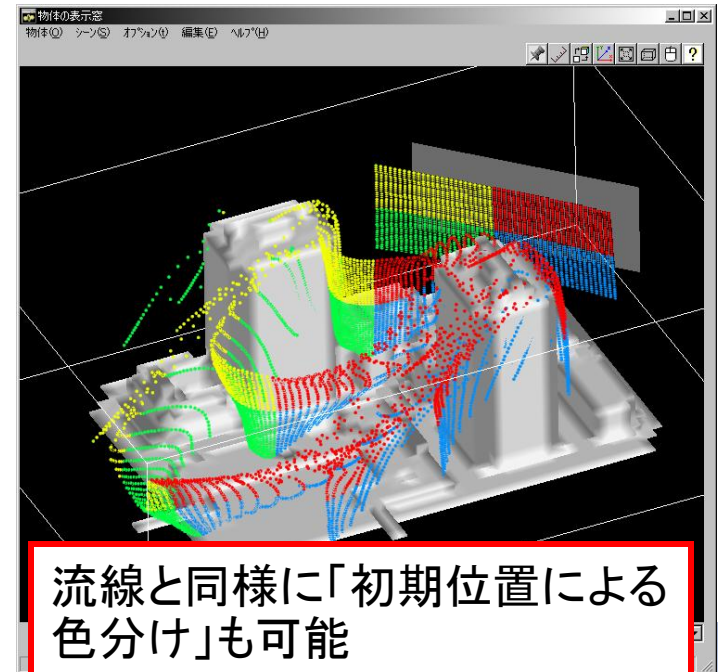 物体の表示窓
物体(O) シーン(S) オプション(t) 編集(E) ヘルプ(H)
?
流線と同様に「初期位置による
色分け」も可能